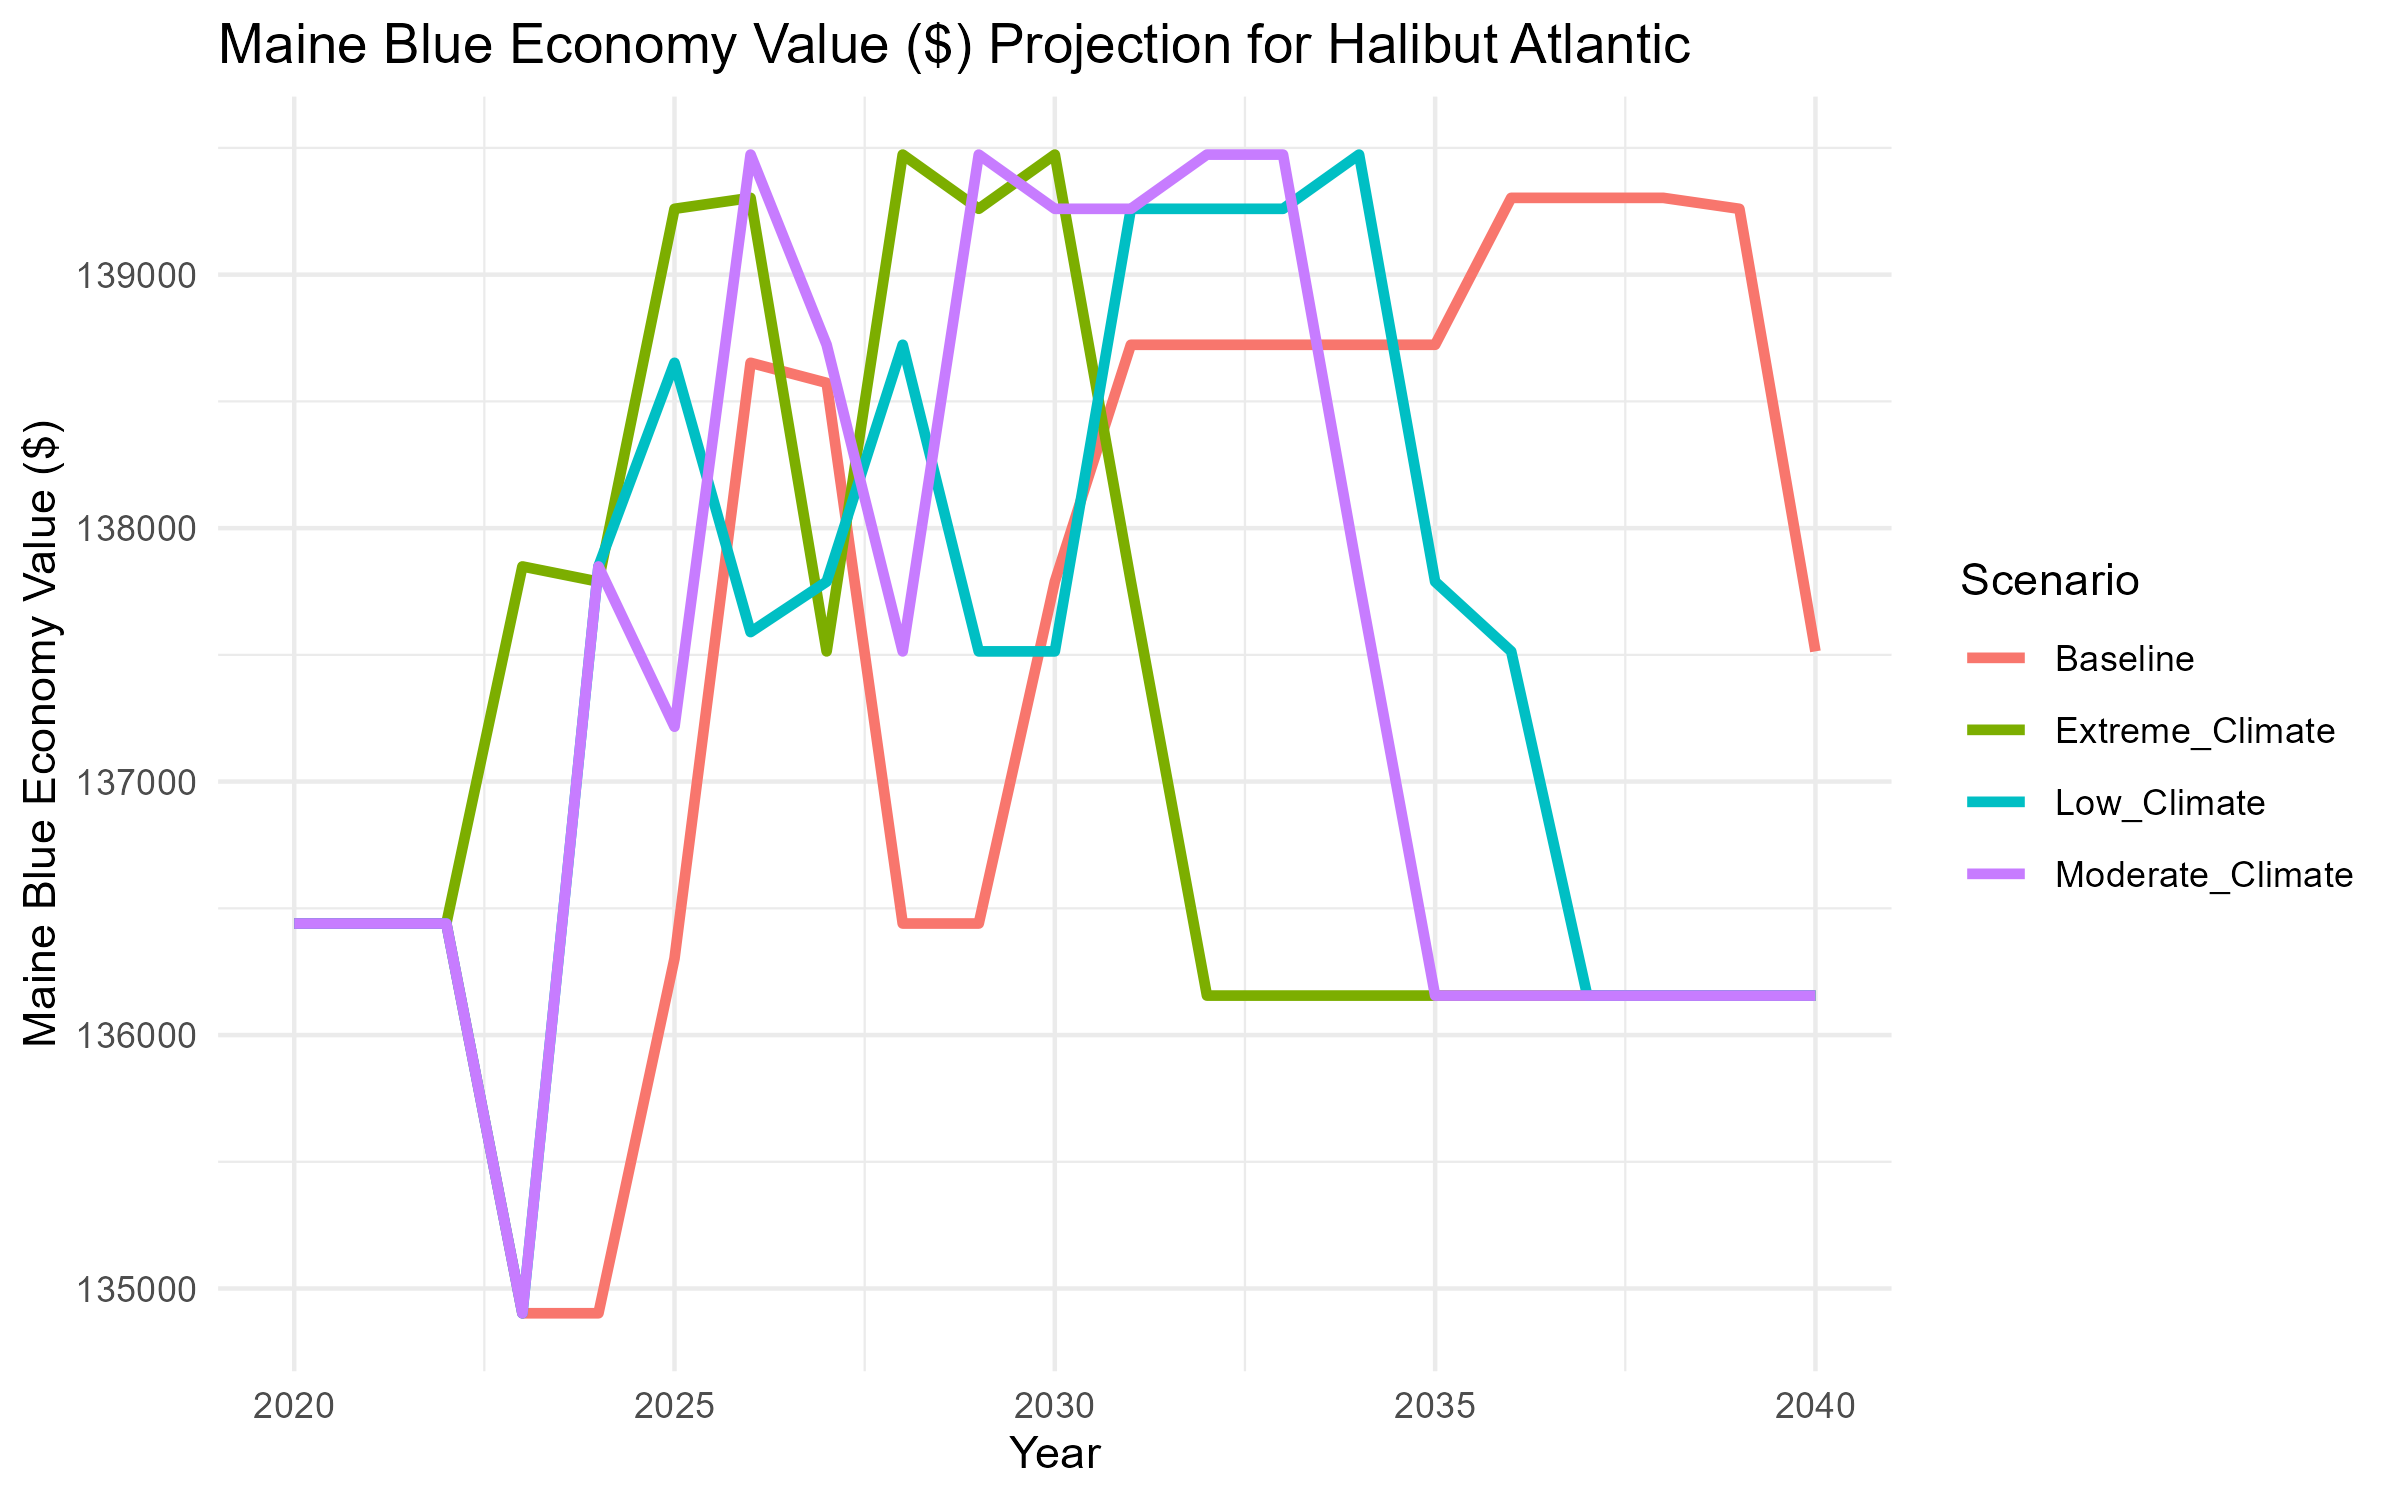 Maine Blue Economy Value ($) Projection for Halibut Atlantic
Maine Blue Economy Value ($)
139000
138000
137000
136000
135000
2020 2025 2030 2035 2040
Year
Scenario
Baseline
Extreme_Climate
Low_Climate
Moderate_Climate